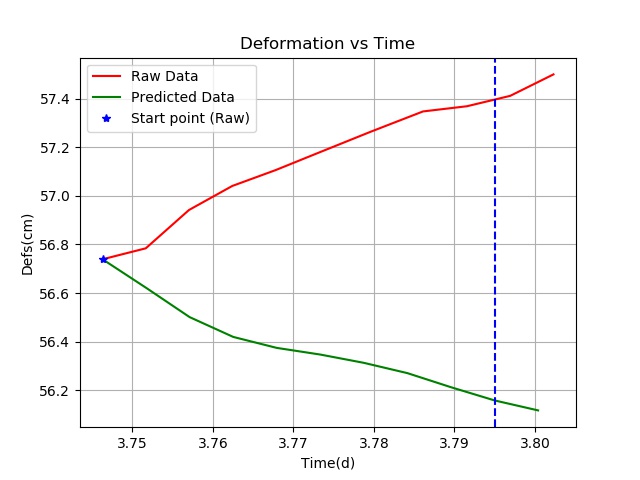 Deformation vs Time
Raw Data
Predicted Data
Start point (Raw)
Defs(cm)
57.4
57.2
57.0
56.8
56.6
56.4
56.2
3.75 3.76 3.77 3.78 3.79 3.80
Time(d)